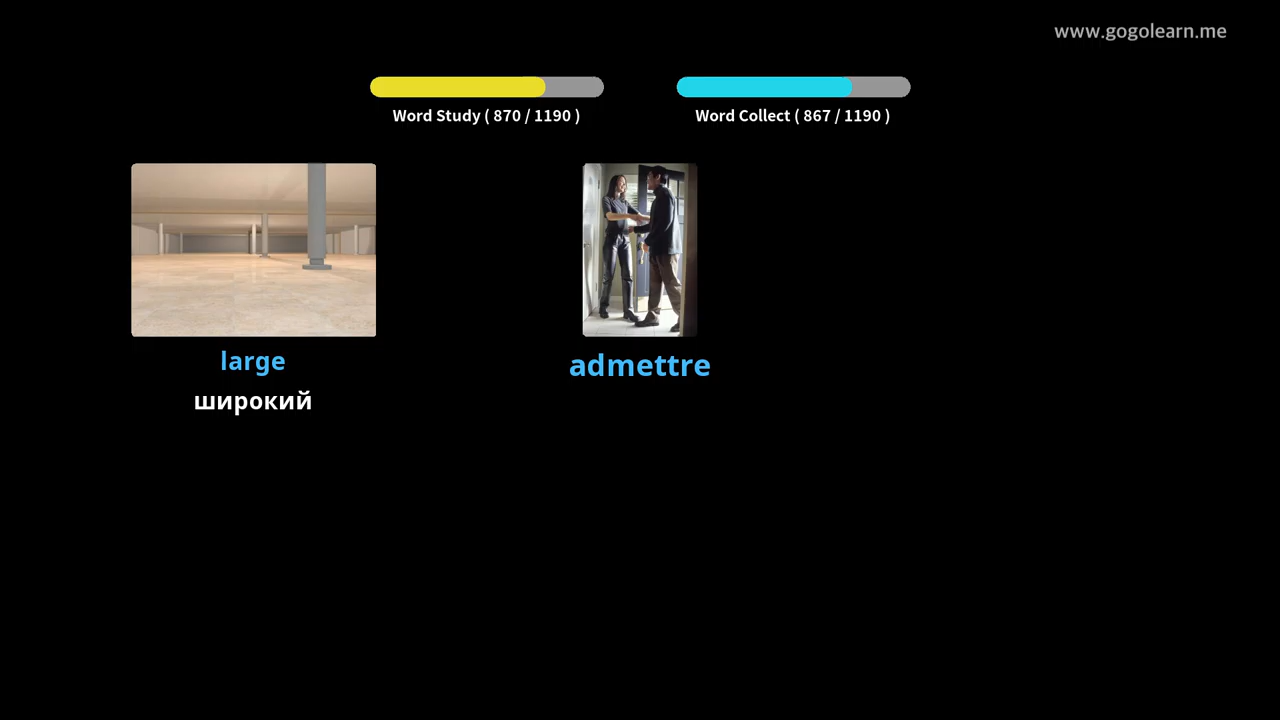 www.gogolearn.me
Word Study ( 870 / 1190 )
Word Collect ( 867 / 1190 )
large
широкий
admettre